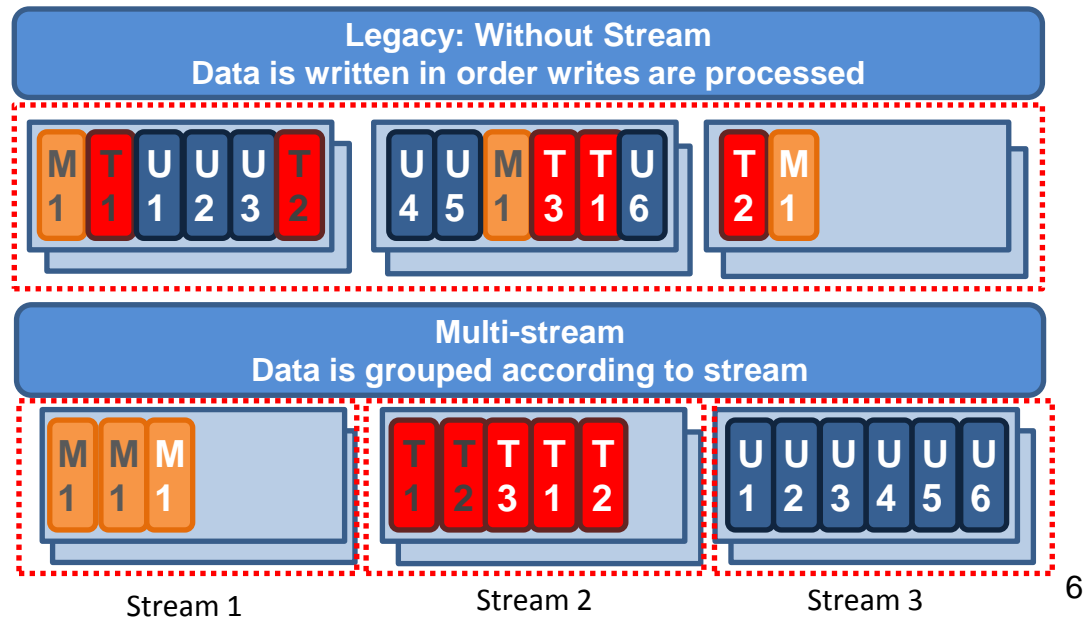 Legacy: Without Stream
Data is written in order writes are processed
M T U U U T U U M T T U T M
1 1 1 2 3 2 4 5 1 3 1 6 2 1
Multi-stream
Data is grouped according to stream
M M M T T T T T U U U U U U
1 1 1 1 2 3 1 2 1 2 3 4 5 6
Stream 1 Stream 2 Stream 3
6